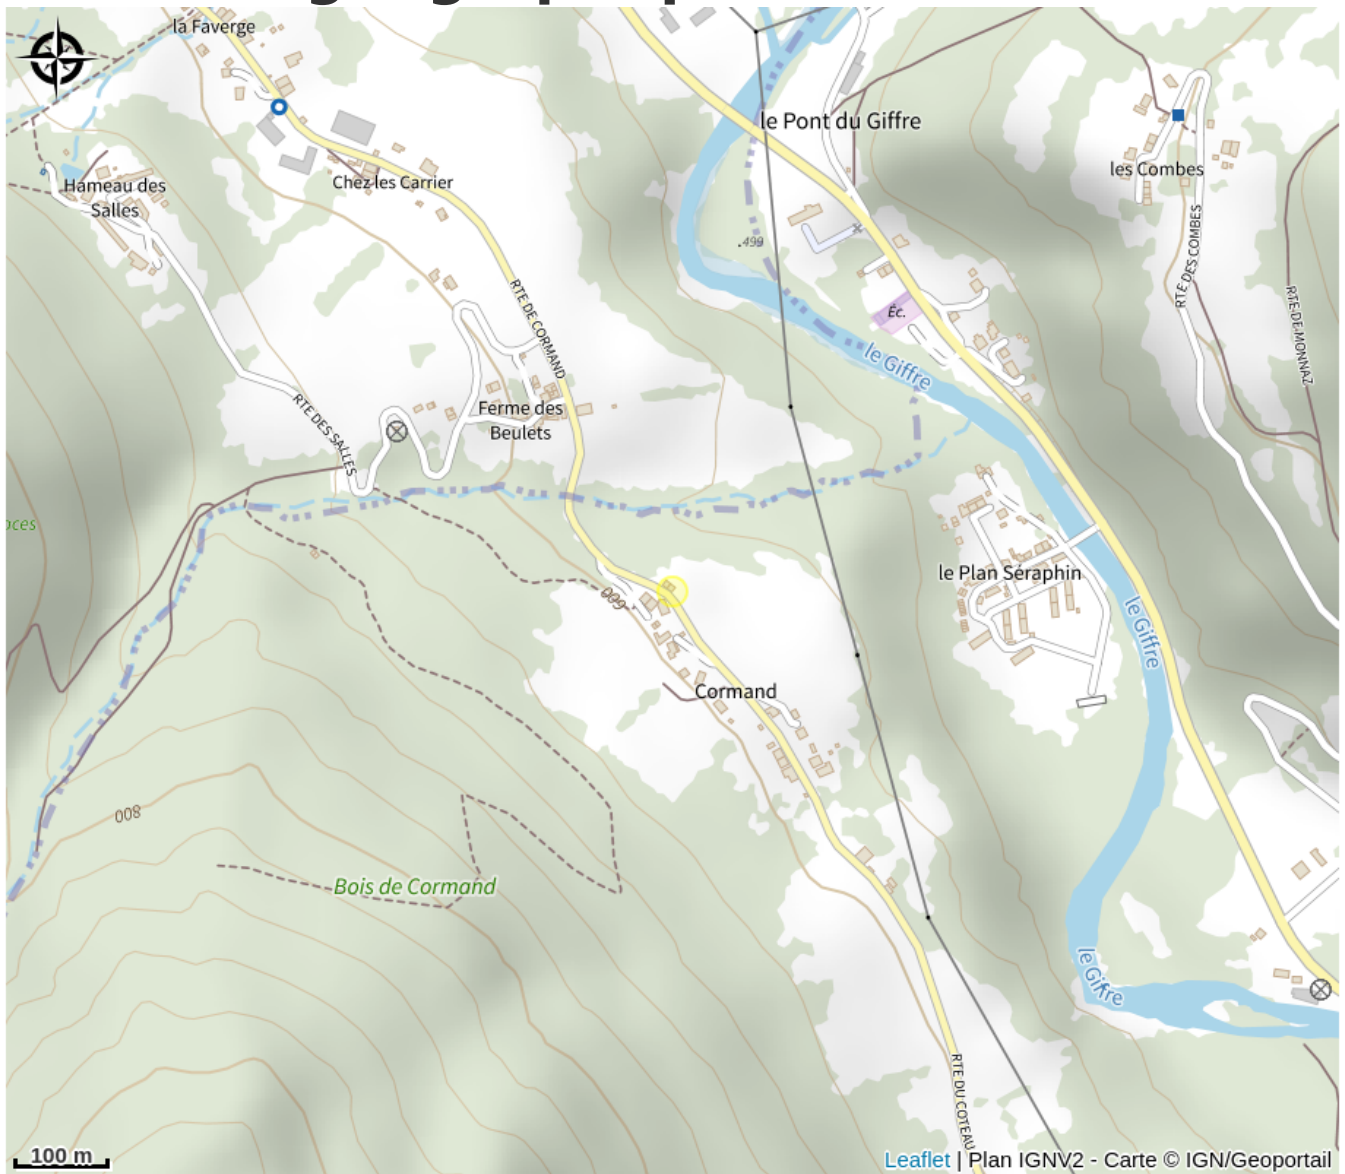 la Faverge
le Pont du Giffre
les Combes
Chez les Carrier
Hameau des
Salles
.499
RTE DES COMBES
RTE DE CORMAND
RTE DE MONNAZ
Éc.
le Giffre
RTE DES SALLES
Ferme des
Beulets
le Plan Séraphin
660
le Giffre
Cormand
800
Bois de Cormand
le Giffre
RTE DU COTEAU
100 m
Leaflet | Plan IGNV2 - Carte © IGN/Geoportail